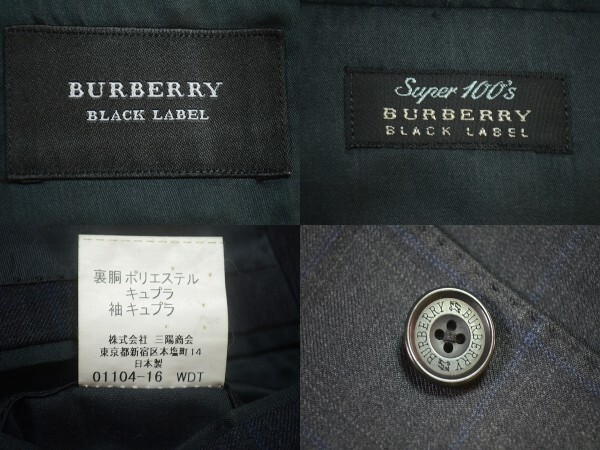 BURBERRY
BLACK LABEL
Super 100's
BURBERRY
BLACK LABEL
裏胴 ポリエステル
キュプラ
袖 キュプラ
株式会社 三陽商会
東京都新宿区本塩町14
日本製
01104-16 WDT
BURBERRY BURBERRY